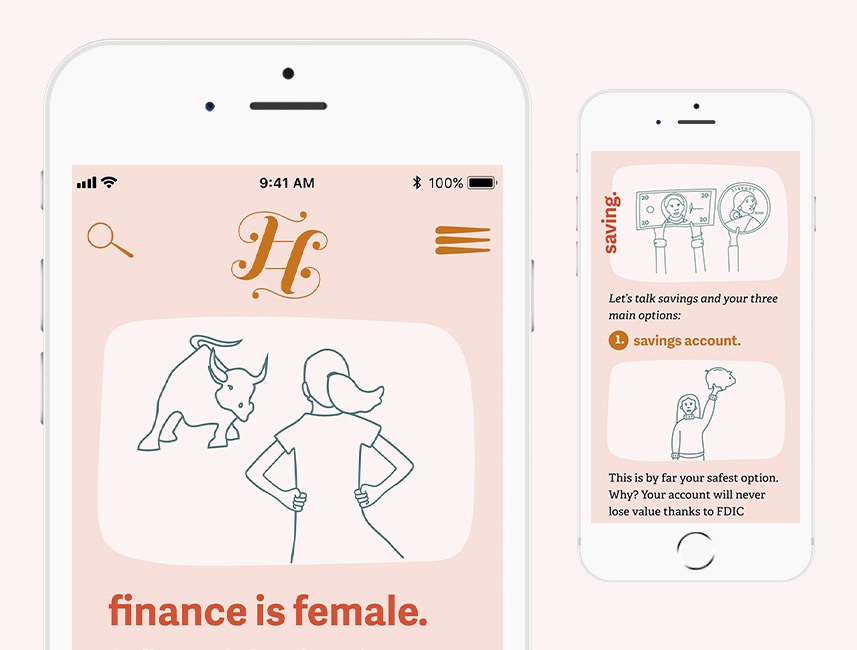 9:41 AM
100%
H
finance is female.
saving.
20
20
20
20
LIBERTY
Let's talk savings and your three
main options:
1. savings account.
This is by far your safest option.
Why? Your account will never
lose value thanks to FDIC